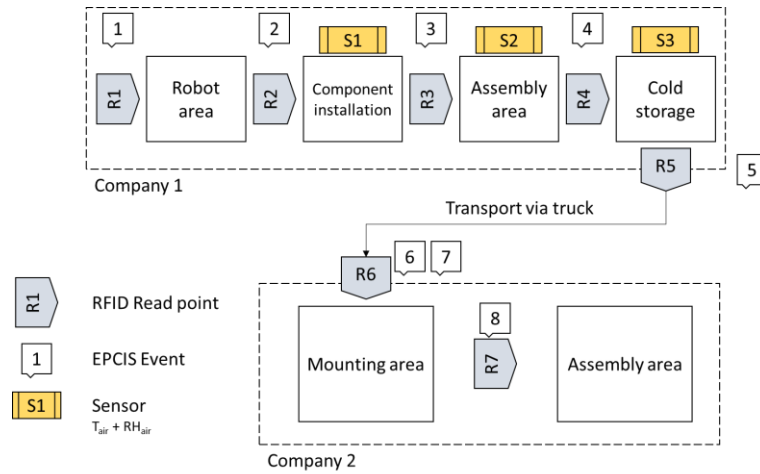 1
2
S1
3
S2
4
S3
R1
Robot
area
R2
Component
installation
R3
Assembly
area
R4
Cold
storage
R5
5
Company 1
Transport via truck
R6
6
7
R1
RFID Read point
8
1
EPCIS Event
Mounting area
R7
Assembly area
S1
Sensor
Tair + RHair
Company 2